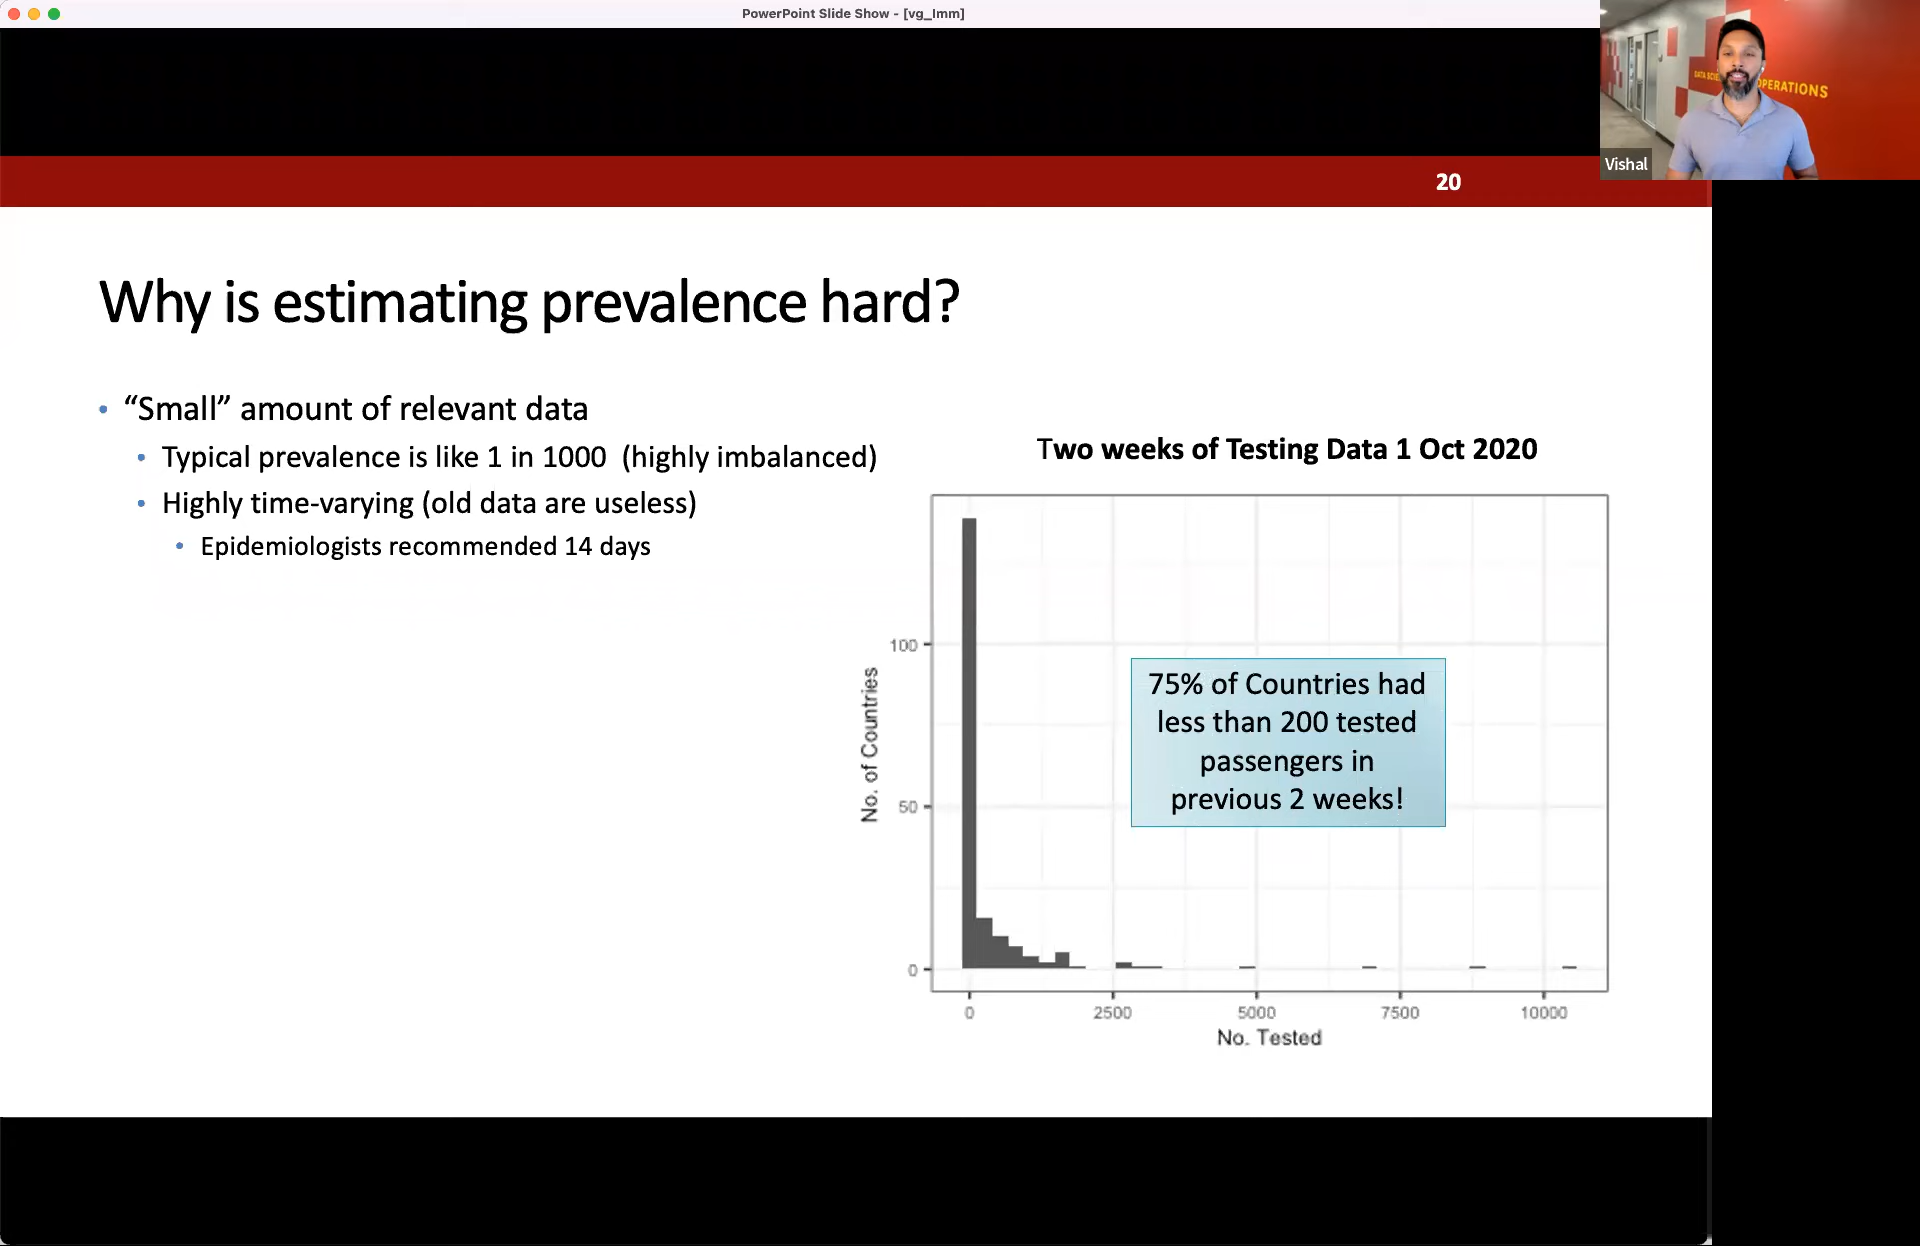 PowerPoint Slide Show - [vg_Imm]
DATA SCIE
OPERATIONS
Vishal
20
Why is estimating prevalence hard?
• “Small” amount of relevant data
• Typical prevalence is like 1 in 1000 (highly imbalanced)
• Highly time-varying (old data are useless)
• Epidemiologists recommended 14 days
Two weeks of Testing Data 1 Oct 2020
100
50
0
No. of Countries
75% of Countries had
less than 200 tested
passengers in
previous 2 weeks!
0
2500
5000
7500
10000
No. Tested